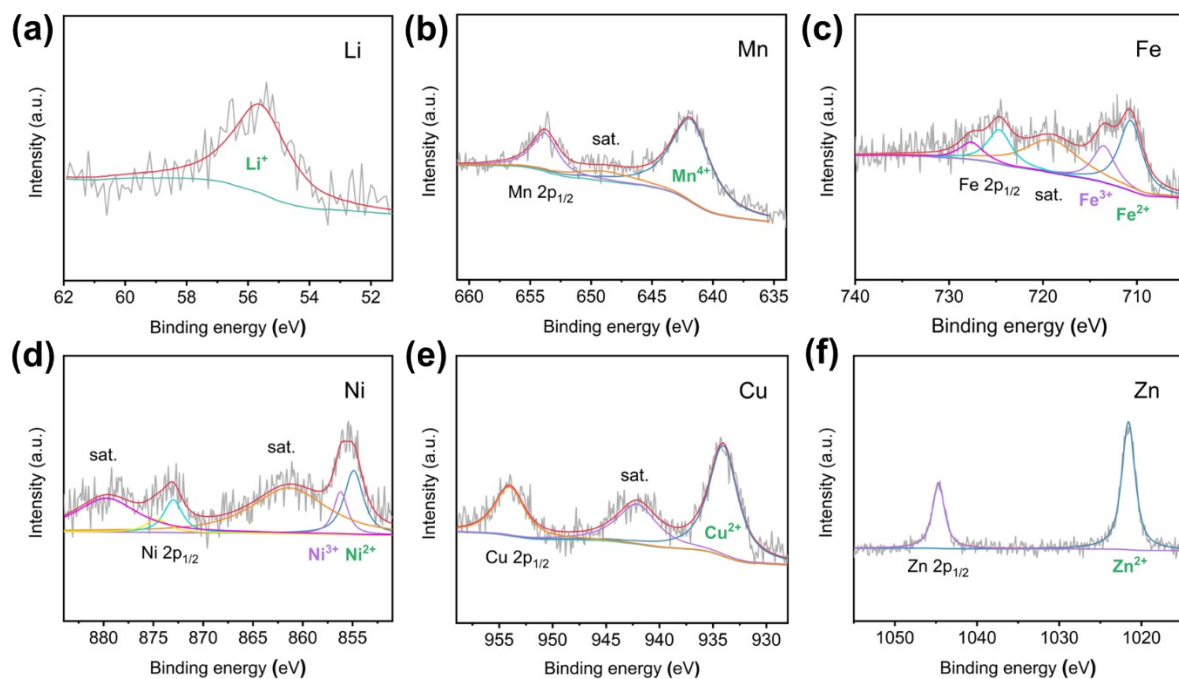 (a)
Li
Intensity (a.u.)
Li⁺
62 60 58 56 54 52
Binding energy (eV)
(b)
Mn
Intensity (a.u.)
sat.
Mn⁴⁺
Mn 2p₁/₂
660 655 650 645 640 635
Binding energy (eV)
(c)
Fe
Intensity (a.u.)
Fe 2p₁/₂
sat.
Fe³⁺
Fe²⁺
740 730 720 710
Binding energy (eV)
(d)
Ni
Intensity (a.u.)
sat.
sat.
Ni 2p₁/₂
Ni³⁺ Ni²⁺
880 875 870 865 860 855
Binding energy (eV)
(e)
Cu
Intensity (a.u.)
sat.
Cu²⁺
Cu 2p₁/₂
955 950 945 940 935 930
Binding energy (eV)
(f)
Zn
Intensity (a.u.)
Zn 2p₁/₂
Zn²⁺
1050 1040 1030 1020
Binding energy (eV)